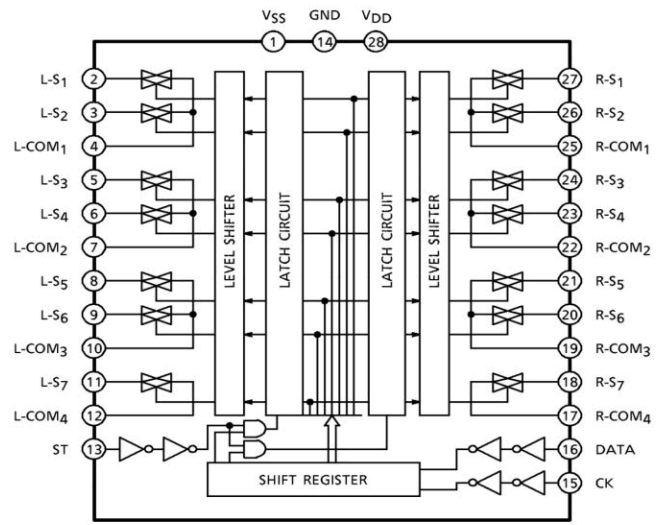 VSS GND VDD
1 14 28
L-S1 2 27 R-S1
L-S2 3 26 R-S2
L-COM1 4 25 R-COM1
L-S3 5 24 R-S3
L-S4 6 23 R-S4
L-COM2 7 22 R-COM2
L-S5 8 21 R-S5
L-S6 9 20 R-S6
L-COM3 10 19 R-COM3
L-S7 11 18 R-S7
L-COM4 12 17 R-COM4
LEVEL SHIFTER
LATCH CIRCUIT
LATCH CIRCUIT
LEVEL SHIFTER
ST 13 16 DATA
SHIFT REGISTER
15 CK